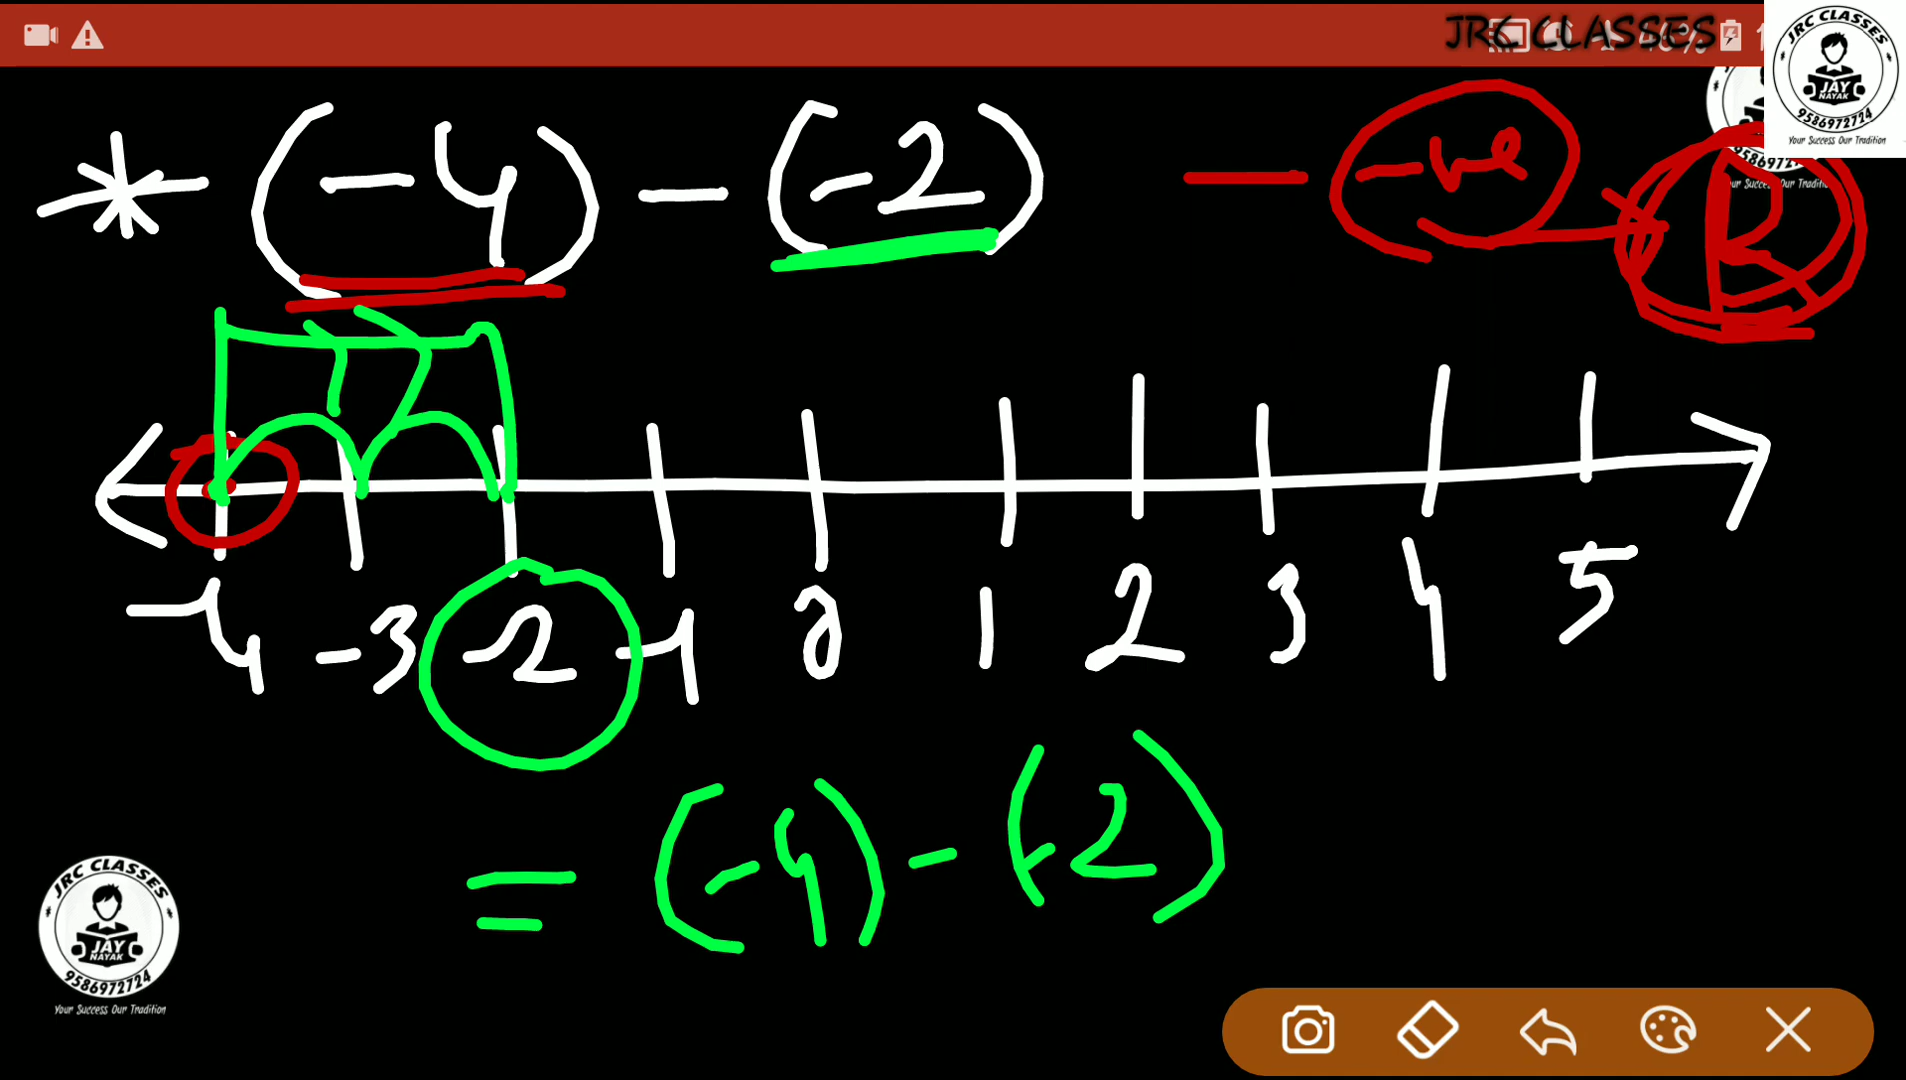 JRC CLASSES
46%
JRC CLASSES
JAY
NAYAK
9586972724
Your Success Our Tradition
* (-4) - (-2) - -ve R
-4 -3 -2 -1 0 1 2 3 4 5
= (-4) - (-2)
JRC CLASSES
JAY
NAYAK
9586972724
Your Success Our Tradition